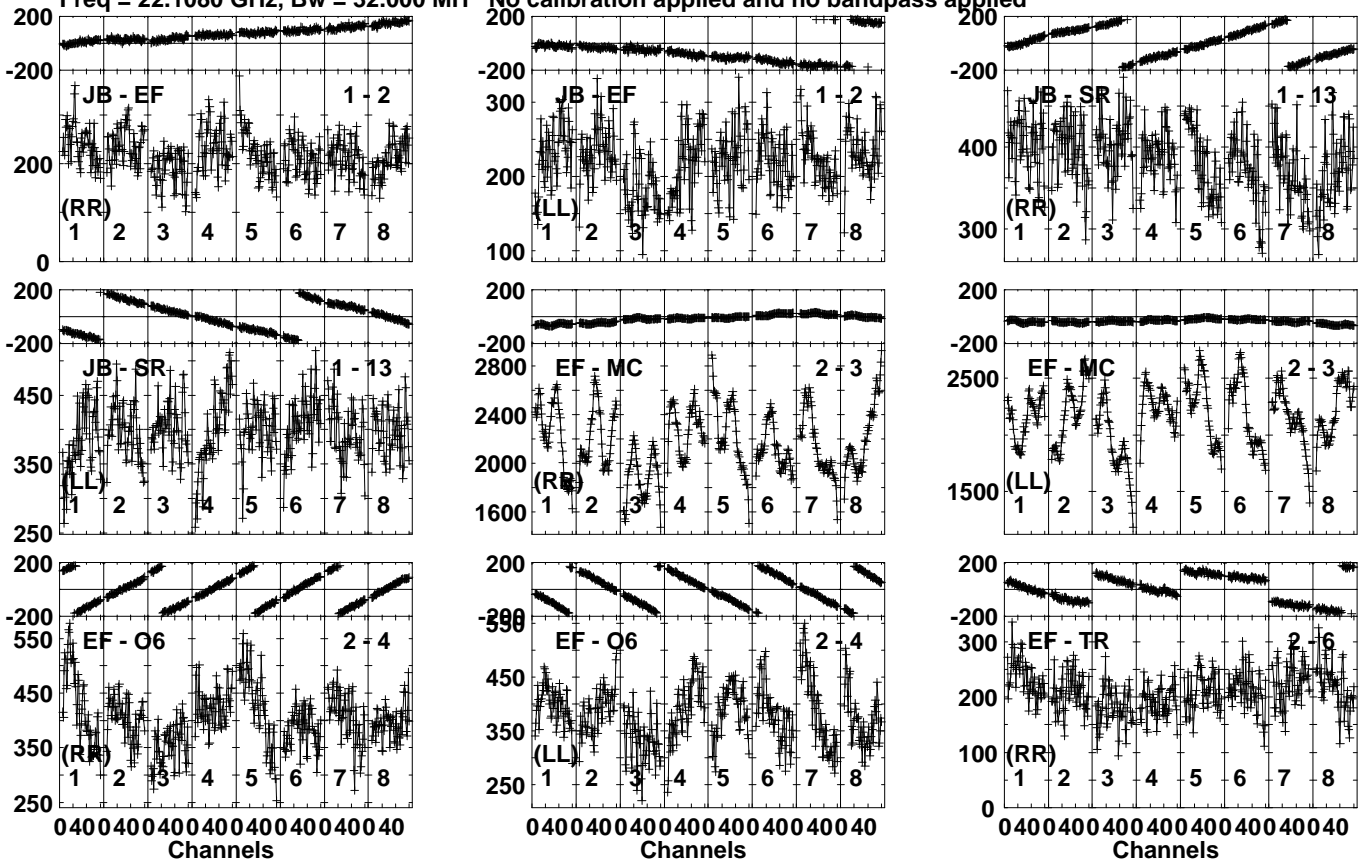 Freq = 22.1080 GHz, Bw = 32.000 MH No calibration applied and no bandpass applied
200
-200
JB - EF 1 - 2
200
0
(RR)
1 2 3 4 5 6 7 8
200
-200
JB - EF 1 - 2
300
200
100
(LL)
1 2 3 4 5 6 7 8
200
-200
JB - SR 1 - 13
400
300
(RR)
1 2 3 4 5 6 7 8
200
-200
JB - SR 1 - 13
450
350
250
(LL)
1 2 3 4 5 6 7 8
200
-200
EF - MC 2 - 3
2800
2400
2000
1600
(RR)
1 2 3 4 5 6 7 8
200
-200
EF - MC 2 - 3
2500
1500
(LL)
1 2 3 4 5 6 7 8
200
-200
EF - O6 2 - 4
550
450
350
250
(RR)
1 2 3 4 5 6 7 8
0 40 0 40 0 40 0 40 0 40 0 40 0 40 0 40
Channels
200
-200
EF - O6 2 - 4
550
450
350
250
(LL)
1 2 3 4 5 6 7 8
0 40 0 40 0 40 0 40 0 40 0 40 0 40 0 40
Channels
200
-200
EF - TR 2 - 6
300
200
100
0
(RR)
1 2 3 4 5 6 7 8
0 40 0 40 0 40 0 40 0 40 0 40 0 40 0 40
Channels